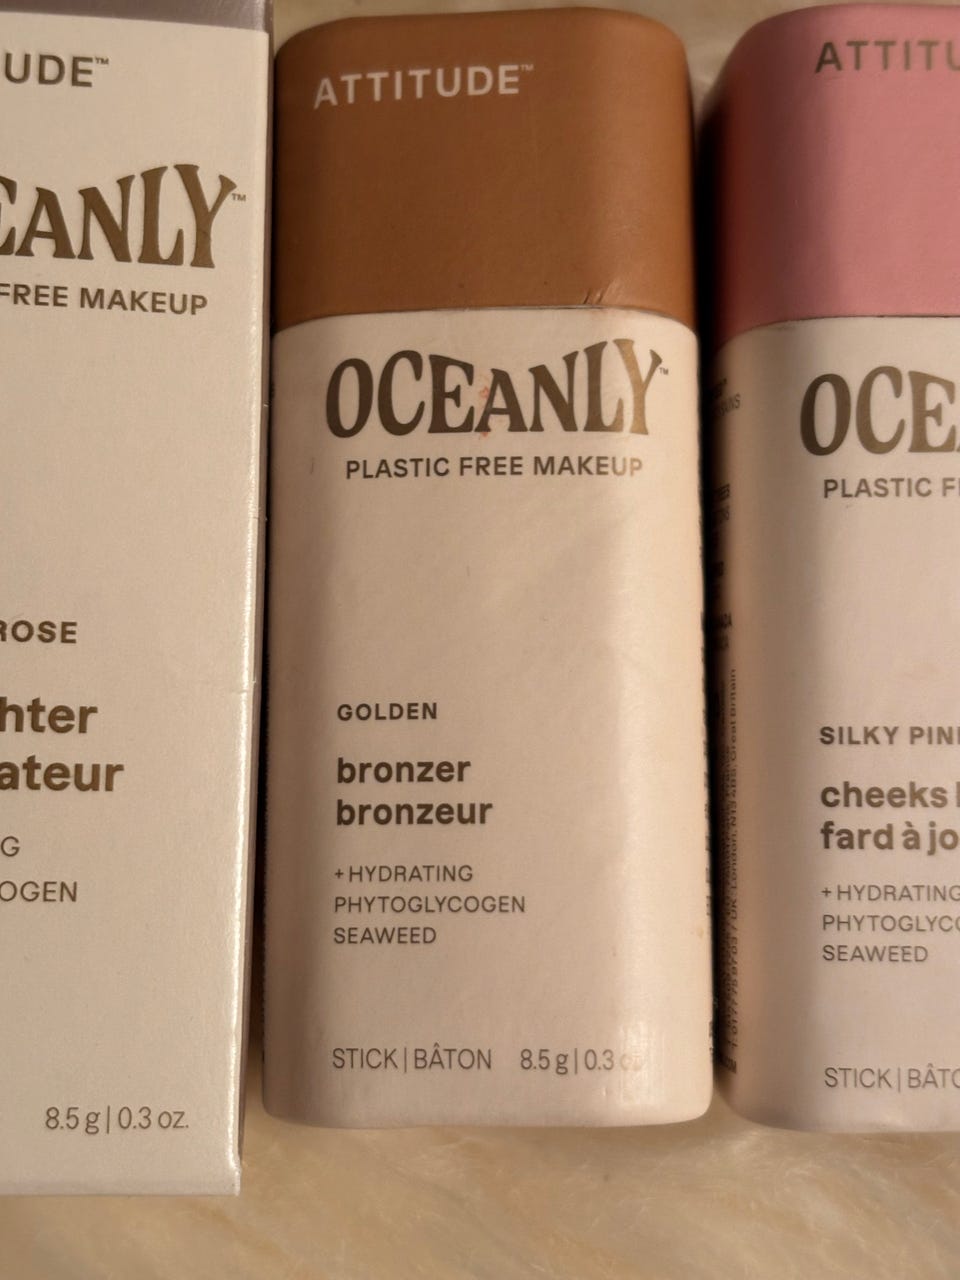 UDE™
EANLY™
FREE MAKEUP
ROSE
hter
ateur
G
OGEN
8.5 g | 0.3 oz.
ATTITUDE™
OCEANLY™
PLASTIC FREE MAKEUP
GOLDEN
bronzer
bronzeur
+HYDRATING
PHYTOGLYCOGEN
SEAWEED
STICK | BÂTON 8.5 g | 0.3
ATTITU
OCE
PLASTIC F
SILKY PIN
cheeks
fard à jo
+HYDRATING
PHYTOGLYC
SEAWEED
STICK | BÂT